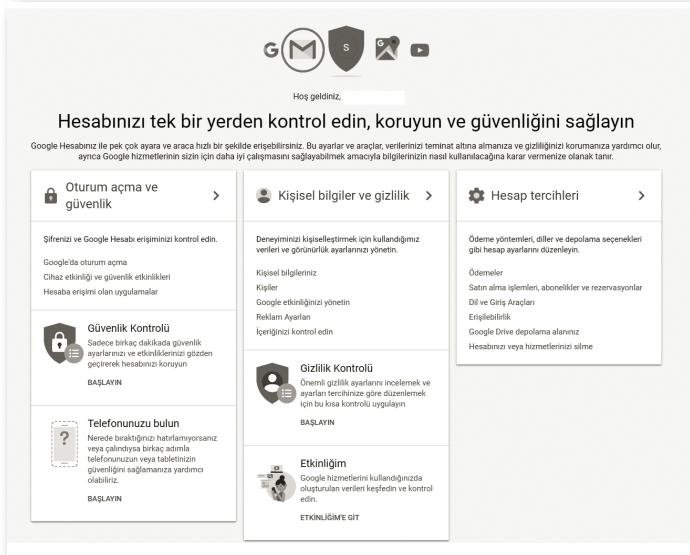 G
S
G
Hoş geldiniz,
Hesabınızı tek bir yerden kontrol edin, koruyun ve güvenliğini sağlayın
Google Hesabınız ile pek çok ayara ve araca hızlı bir şekilde erişebilirsiniz. Bu ayarlar ve araçlar, verilerinizi teminat altına almanıza ve gizliliğinizi korumanıza yardımcı olur,
ayrıca Google hizmetlerinin sizin için daha iyi çalışmasını sağlayabilmek amacıyla bilgilerinizin nasıl kullanılacağına karar vermenize olanak tanır.
Oturum açma ve
güvenlik
Şifrenizi ve Google Hesabı erişiminizi kontrol edin.
Google'da oturum açma
Cihaz etkinliği ve güvenlik etkinlikleri
Hesaba erişimi olan uygulamalar
Güvenlik Kontrolü
Sadece birkaç dakikada güvenlik
ayarlarınızı ve etkinliklerinizi gözden
geçirerek hesabınızı koruyun
BAŞLAYIN
?
Telefonunuzu bulun
Nerede bıraktığınızı hatırlamıyorsanız
veya çalındıysa birkaç adımla
telefonunuzun veya tabletinizin
güvenliğini sağlamanıza yardımcı
olabiliriz.
BAŞLAYIN
Kişisel bilgiler ve gizlilik
Deneyiminizi kişiselleştirmek için kullandığımız
verileri ve görünürlük ayarlarınızı yönetin.
Kişisel bilgileriniz
Kişiler
Google etkinliğinizi yönetin
Reklam Ayarları
İçeriğinizi kontrol edin
Gizlilik Kontrolü
Önemli gizlilik ayarlarını incelemek ve
ayarları tercihinize göre düzenlemek
için bu kısa kontrolü uygulayın
BAŞLAYIN
Etkinliğim
Google hizmetlerini kullandığınızda
oluşturulan verileri keşfedin ve kontrol
edin.
ETKİNLİĞİM'E GİT
Hesap tercihleri
Ödeme yöntemleri, diller ve depolama seçenekleri
gibi hesap ayarlarını düzenleyin.
Ödemeler
Satın alma işlemleri, abonelikler ve rezervasyonlar
Dil ve Giriş Araçları
Erişilebilirlik
Google Drive depolama alanınız
Hesabınızı veya hizmetlerinizi silme